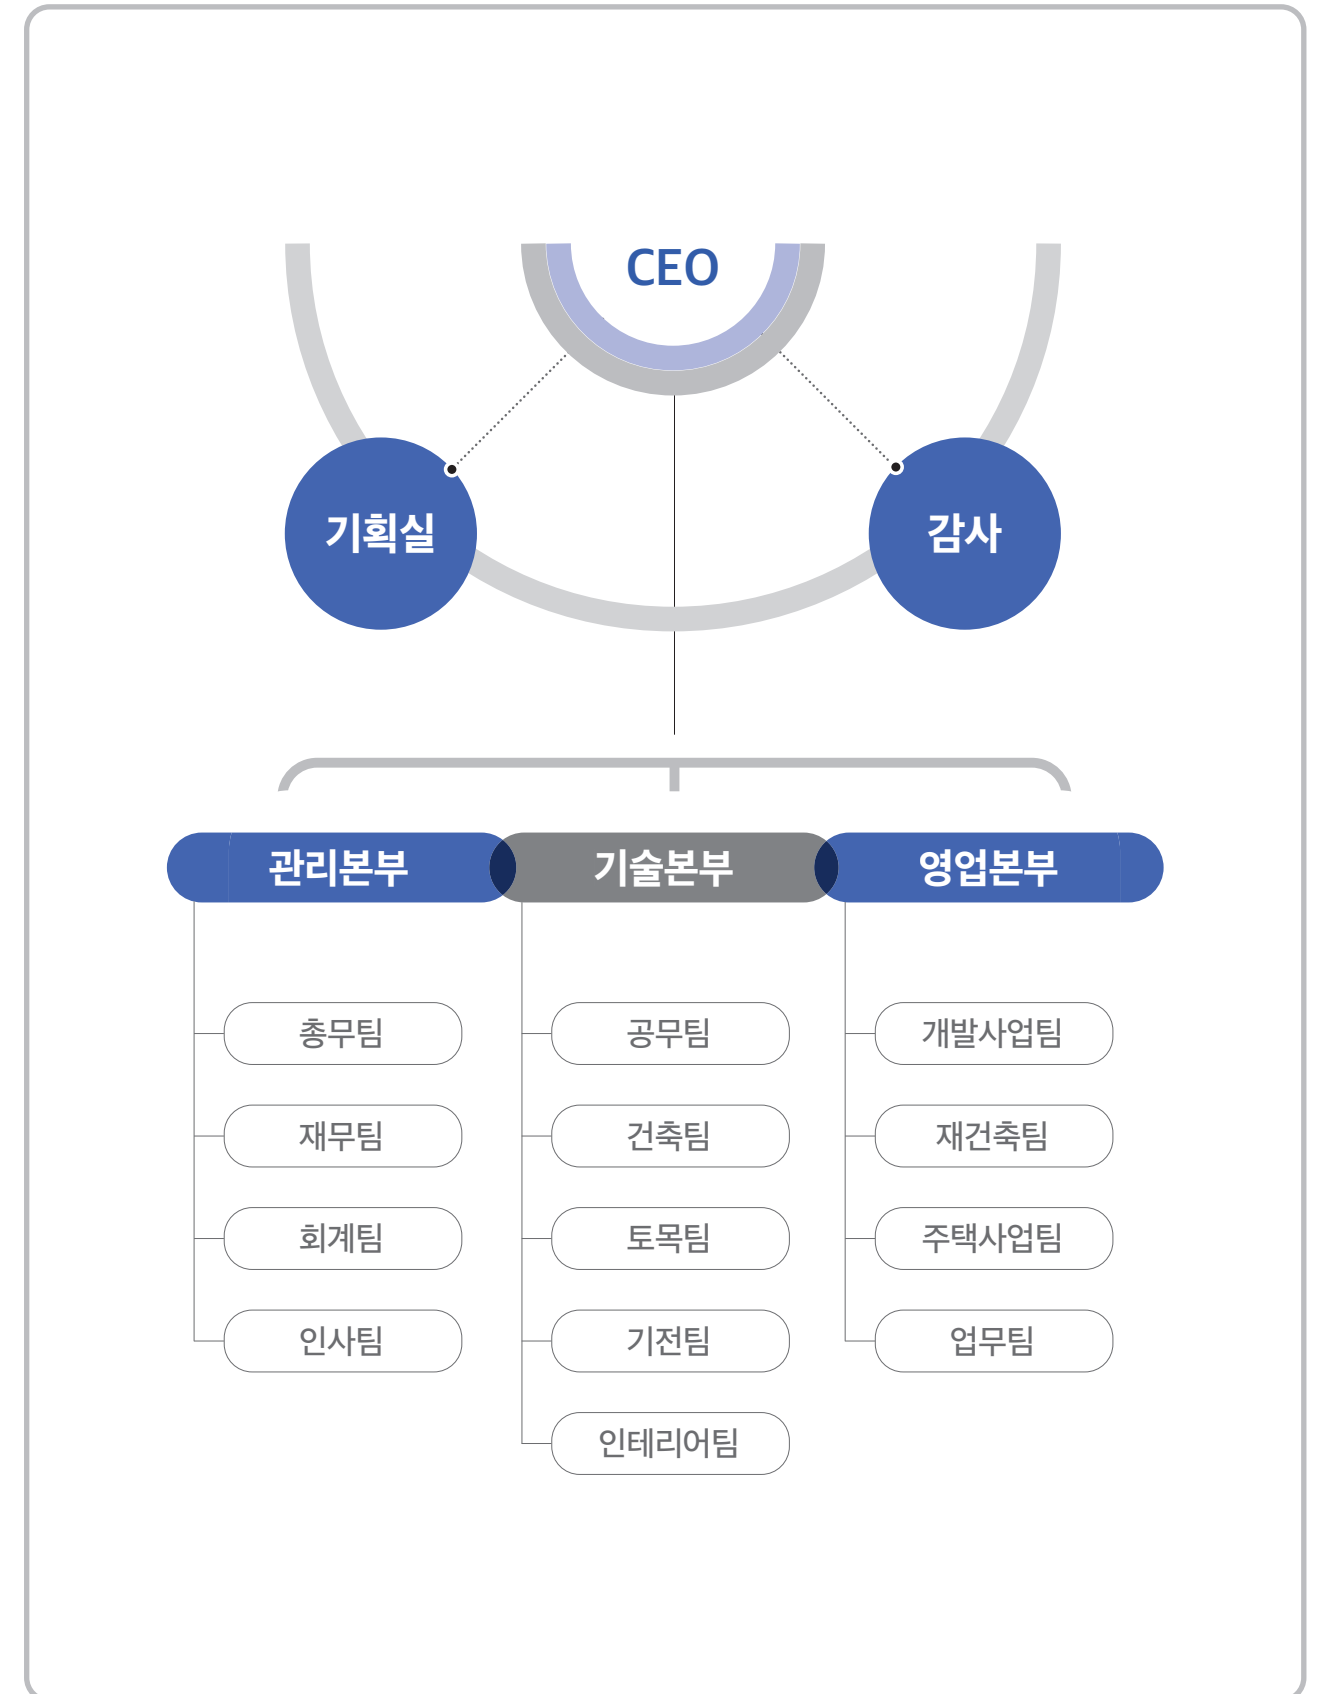 CEO
기획실
감사
관리본부
기술본부
영업본부
총무팀
공무팀
개발사업팀
재무팀
건축팀
재건축팀
회계팀
토목팀
주택사업팀
인사팀
기전팀
업무팀
인테리어팀